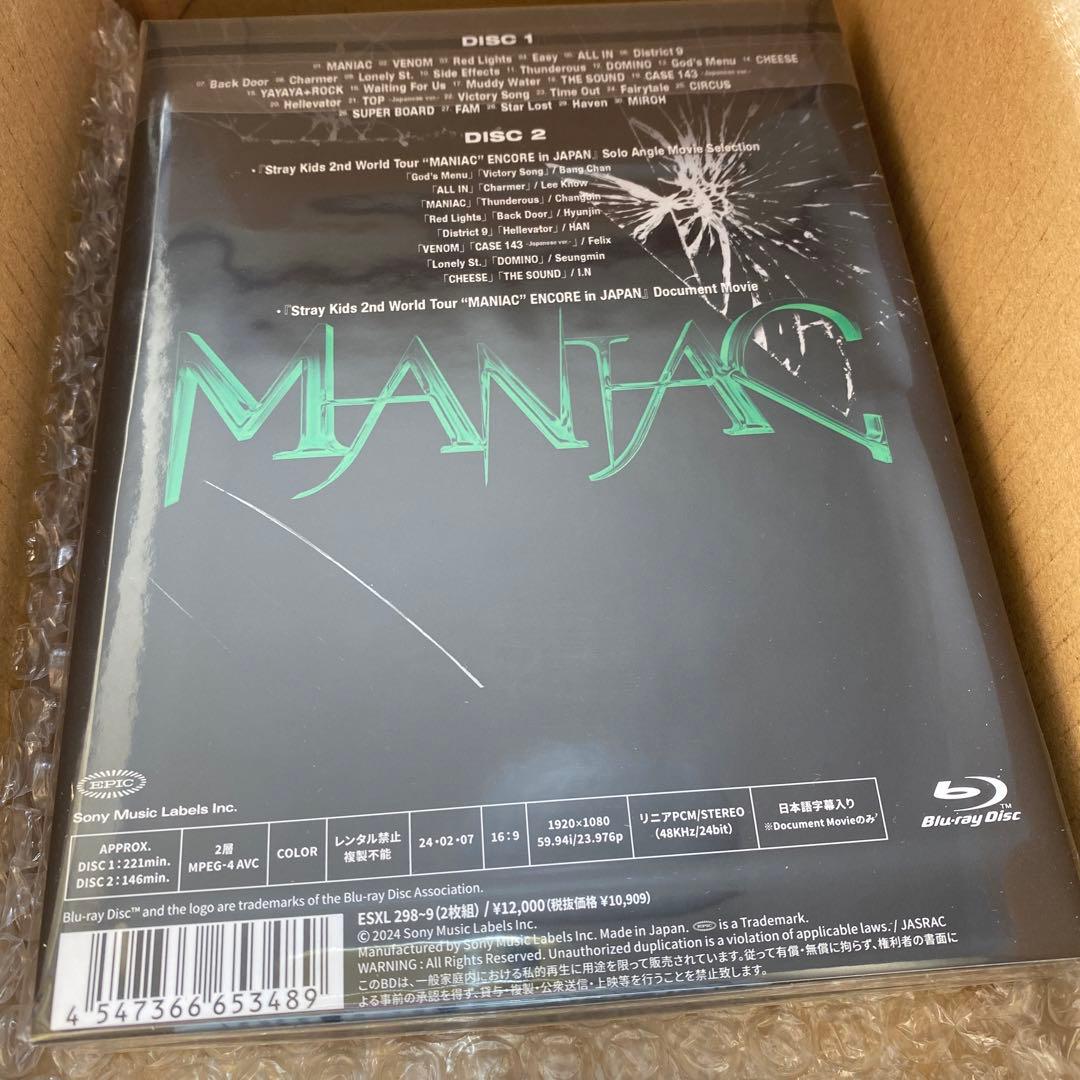 DISC 1
01. MANIAC 02. VENOM 03. Red Lights 04. Easy 05. ALL IN 06. District 9
07. Back Door 08. Charmer 09. Lonely St. 10. Side Effects 11. Thunderous 12. DOMINO 13. God's Menu 14. CHEESE
15. YAYAYA+ROCK 16. Waiting For Us 17. Muddy Water 18. THE SOUND 19. CASE 143 -Japanese ver.-
20. Hellevator 21. TOP -Japanese ver.- 22. Victory Song 23. Time Out 24. Fairytale 25. CIRCUS
26. SUPER BOARD 27. FAM 28. Star Lost 29. Haven 30. MIROH
DISC 2
・『Stray Kids 2nd World Tour “MANIAC” ENCORE in JAPAN』 Solo Angle Movie Selection
「God's Menu」「Victory Song」/ Bang Chan
「ALL IN」「Charmer」/ Lee Know
「MANIAC」「Thunderous」/ Changbin
「Red Lights」「Back Door」/ Hyunjin
「District 9」「Hellevator」/ HAN
「VENOM」「CASE 143 -Japanese ver.-」/ Felix
「Lonely St.」「DOMINO」/ Seungmin
「CHEESE」「THE SOUND」/ I.N
・『Stray Kids 2nd World Tour “MANIAC” ENCORE in JAPAN』 Document Movie
MANIAC
EPIC
Sony Music Labels Inc.
APPROX.
DISC 1：221min.
DISC 2：146min.
2層
MPEG-4 AVC
COLOR
レンタル禁止
複製不能
24・02・07
16：9
1920×1080
59.94i/23.976p
リニアPCM/STEREO
(48KHz/24bit)
日本語字幕入り
※Document Movieのみ
Blu-ray Disc™
Blu-ray Disc™ and the logo are trademarks of the Blu-ray Disc Association.
ESXL 298~9（2枚組）/ ¥12,000（税抜価格 ¥10,909）
© 2024 Sony Music Labels Inc.
Manufactured by Sony Music Labels Inc. Made in Japan. EPIC is a Trademark.
WARNING : All Rights Reserved. Unauthorized duplication is a violation of applicable laws. / JASRAC
このBDは、一般家庭内における私的再生に用途を限って販売されています。従って有償・無償に拘らず、権利者の書面に
よる事前の承認を得ず、貸与・複製・公衆送信・上映等を行うことを禁止致します。
4 547366 653489